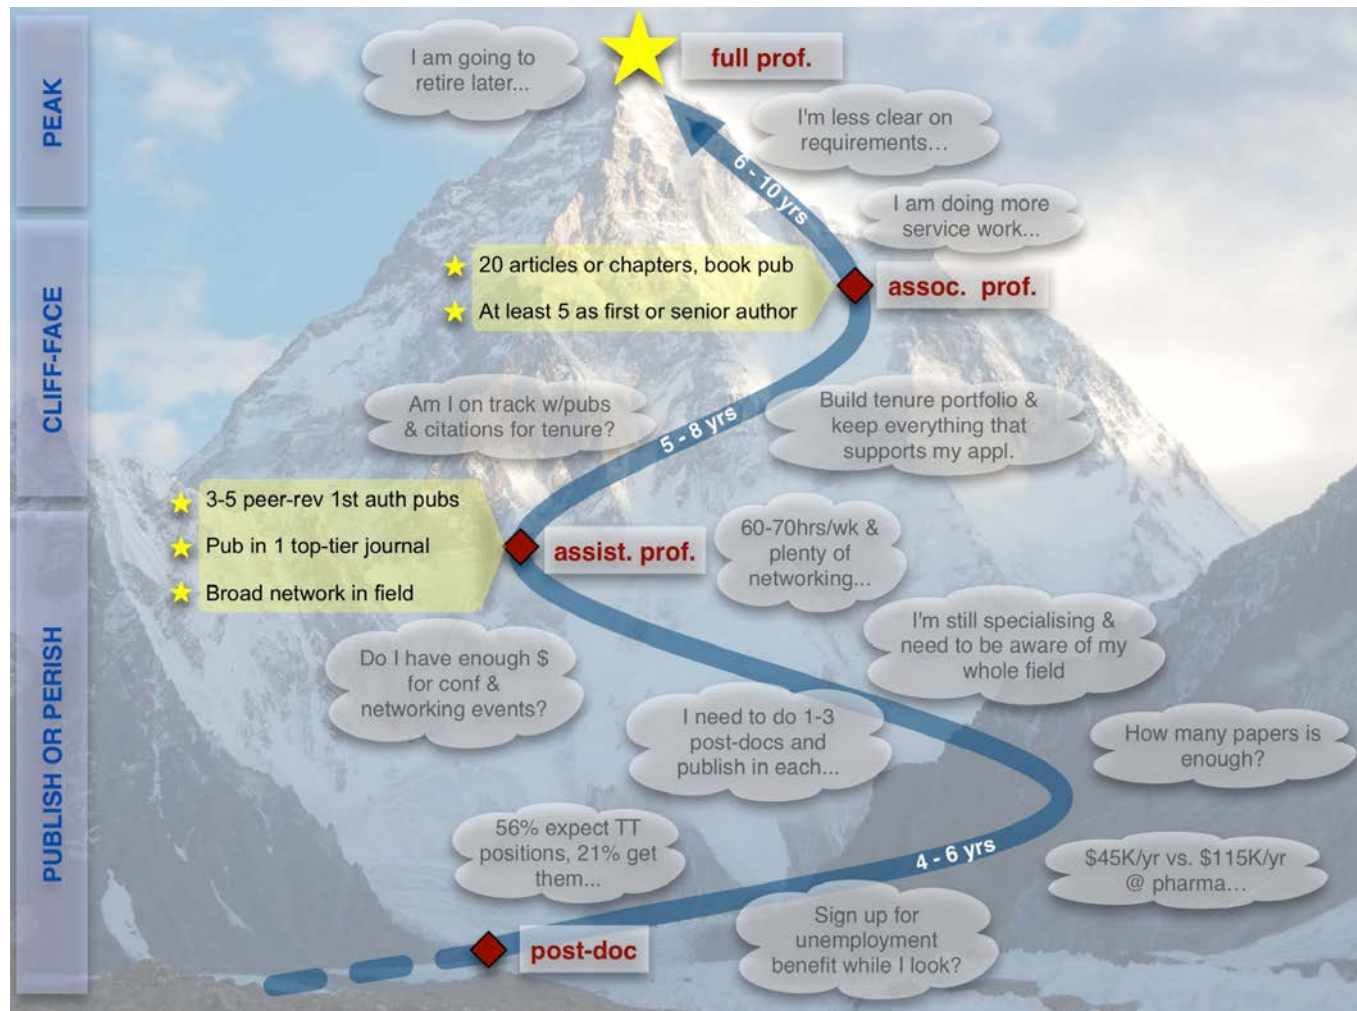 PEAK
I am going to
retire later...
full prof.
I'm less clear on
requirements...
6 - 10 yrs
I am doing more
service work...
CLIFF-FACE
20 articles or chapters, book pub
At least 5 as first or senior author
assoc. prof.
Am I on track w/pubs
& citations for tenure?
5 - 8 yrs
Build tenure portfolio &
keep everything that
supports my appl.
PUBLISH OR PERISH
3-5 peer-rev 1st auth pubs
Pub in 1 top-tier journal
Broad network in field
assist. prof.
60-70hrs/wk &
plenty of
networking...
I'm still specialising &
need to be aware of my
whole field
Do I have enough $
for conf &
networking events?
I need to do 1-3
post-docs and
publish in each...
How many papers is
enough?
56% expect TT
positions, 21% get
them...
4 - 6 yrs
$45K/yr vs. $115K/yr
@ pharma...
Sign up for
unemployment
benefit while I look?
post-doc